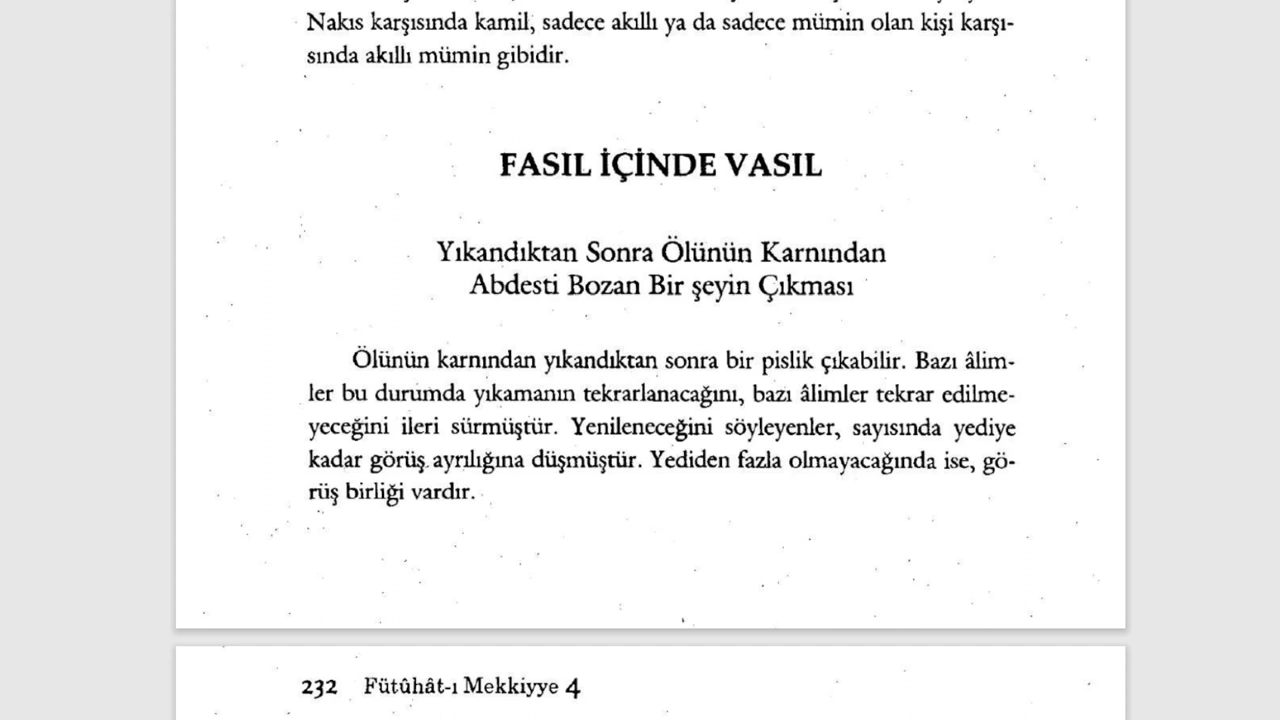 Nakıs karşısında kamil, sadece akıllı ya da sadece mümin olan kişi karşı-
sında akıllı mümin gibidir.
FASIL İÇİNDE VASIL
Yıkandıktan Sonra Ölünün Karnından
Abdesti Bozan Bir şeyin Çıkması
Ölünün karnından yıkandıktan sonra bir pislik çıkabilir. Bazı âlim-
ler bu durumda yıkamanın tekrarlanacağını, bazı âlimler tekrar edilme-
yeceğini ileri sürmüştür. Yenileneceğini söyleyenler, sayısında yediye
kadar görüş ayrılığına düşmüştür. Yediden fazla olmayacağında ise, gö-
rüş birliği vardır.
232 Fütûhât-ı Mekkiyye 4